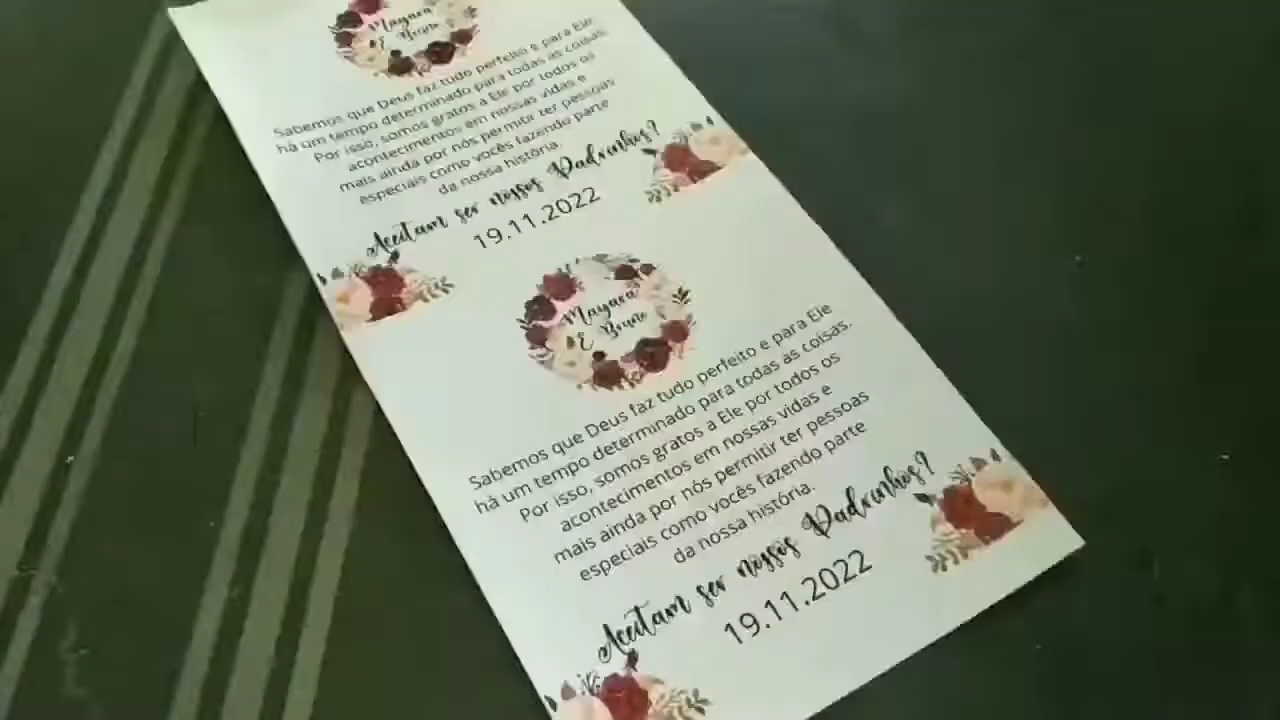 Mayara
& Bruno
Sabemos que Deus faz tudo perfeito e para Ele
há um tempo determinado para todas as coisas.
Por isso, somos gratos a Ele por todos os
acontecimentos em nossas vidas e
mais ainda por nós permitir ter pessoas
especiais como vocês fazendo parte
da nossa história.
Aceitam ser nossos Padrinhos?
19.11.2022
Mayara
& Bruno
Sabemos que Deus faz tudo perfeito e para Ele
há um tempo determinado para todas as coisas.
Por isso, somos gratos a Ele por todos os
acontecimentos em nossas vidas e
mais ainda por nós permitir ter pessoas
especiais como vocês fazendo parte
da nossa história.
Aceitam ser nossos Padrinhos?
19.11.2022